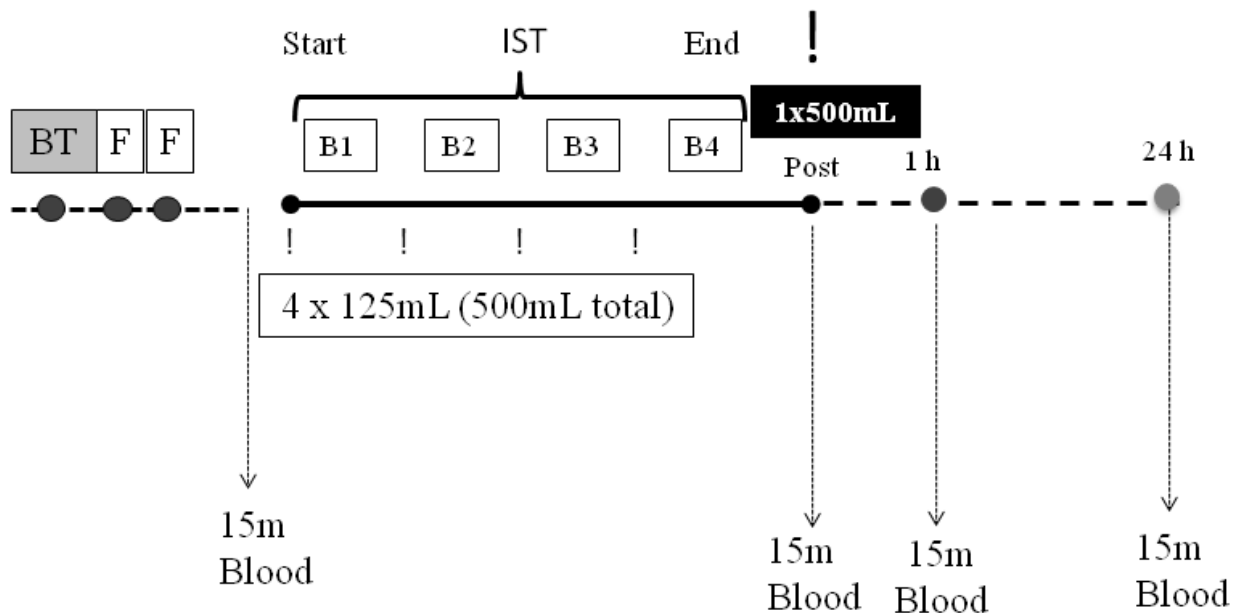 Start IST End !
BT F F
B1 B2 B3 B4
1x500mL
Post 1 h 24 h
! ! ! !
4 x 125mL (500mL total)
15m
Blood
15m
Blood
15m
Blood
15m
Blood